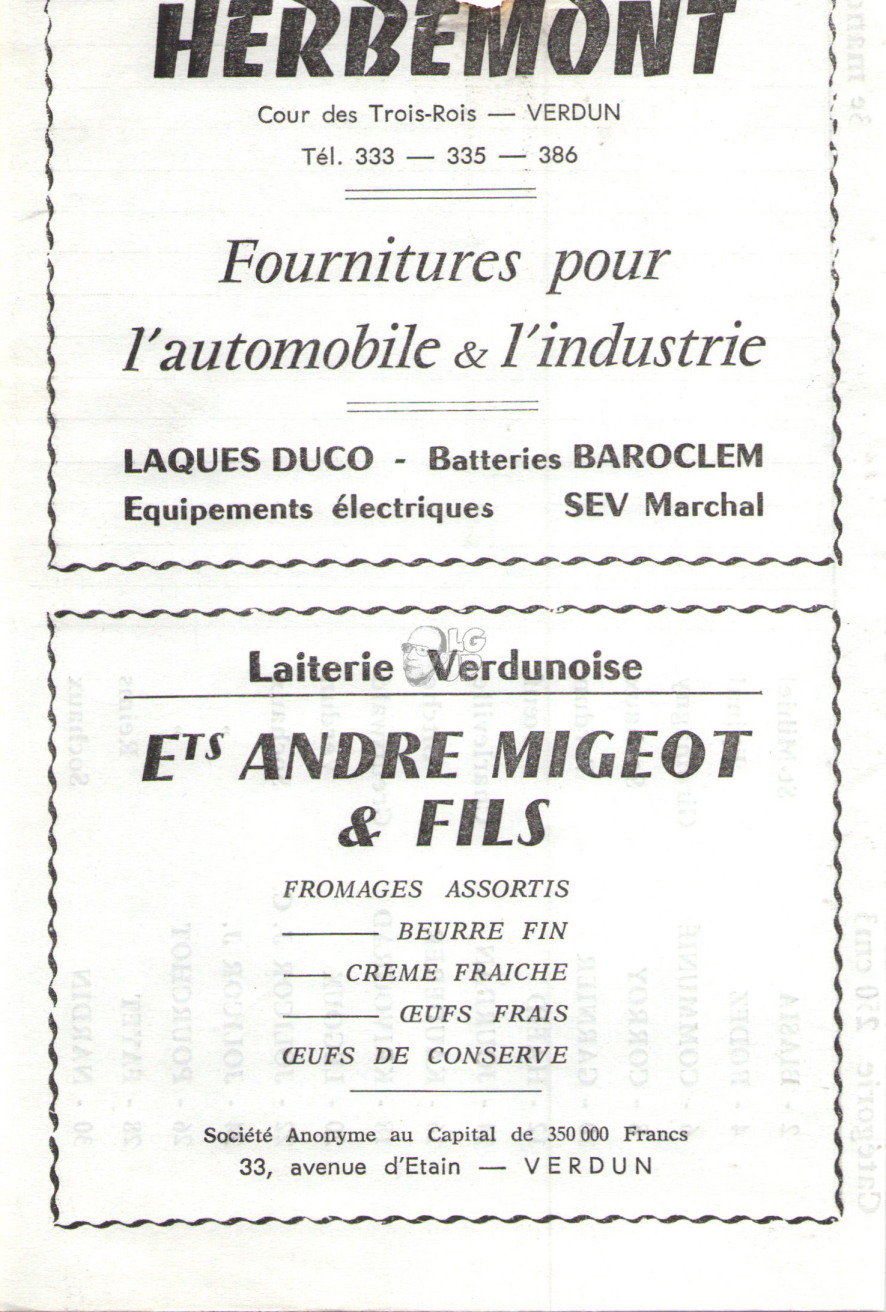 HERBEMONT
Cour des Trois-Rois — VERDUN
Tél. 333 — 335 — 386
Fournitures pour
l'automobile & l'industrie
LAQUES DUCO - Batteries BAROCLEM
Equipements électriques SEV Marchal
Laiterie Verdunoise
ETS ANDRE MIGEOT
& FILS
FROMAGES ASSORTIS
BEURRE FIN
CREME FRAICHE
ŒUFS FRAIS
ŒUFS DE CONSERVE
Société Anonyme au Capital de 350 000 Francs
33, avenue d'Etain — VERDUN